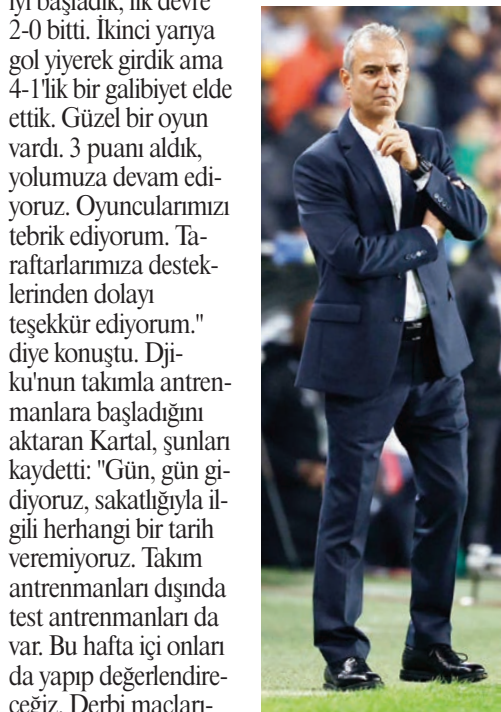 iyi başladık, ilk devre
2-0 bitti. İkinci yarıya
gol yiyerek girdik ama
4-1'lik bir galibiyet elde
ettik. Güzel bir oyun
vardı. 3 puanı aldık,
yolumuza devam edi-
yoruz. Oyuncularımızı
tebrik ediyorum. Ta-
raftarlarımıza destek-
lerinden dolayı
teşekkür ediyorum."
diye konuştu. Dji-
ku'nun takımla antren-
manlara başladığını
aktaran Kartal, şunları
kaydetti: "Gün, gün gi-
diyoruz, sakatlığıyla il-
gili herhangi bir tarih
veremiyoruz. Takım
antrenmanları dışında
test antrenmanları da
var. Bu hafta içi onları
da yapıp değerlendire-
ceğiz. Derbi maçları-